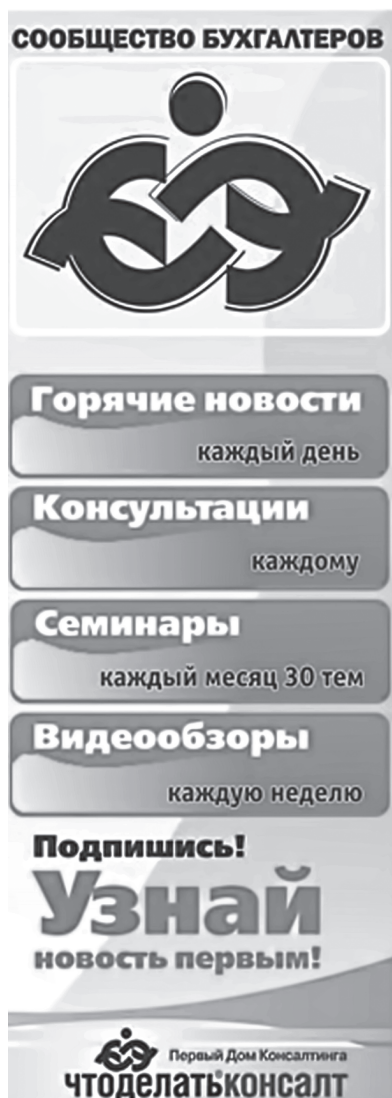 СООБЩЕСТВО БУХГАЛТЕРОВ
Горячие новости
каждый день
Консультации
каждому
Семинары
каждый месяц 30 тем
Видеообзоры
каждую неделю
Подпишись!
Узнай
новость первым!
Первый Дом Консалтинга
чтоделатьконсалт